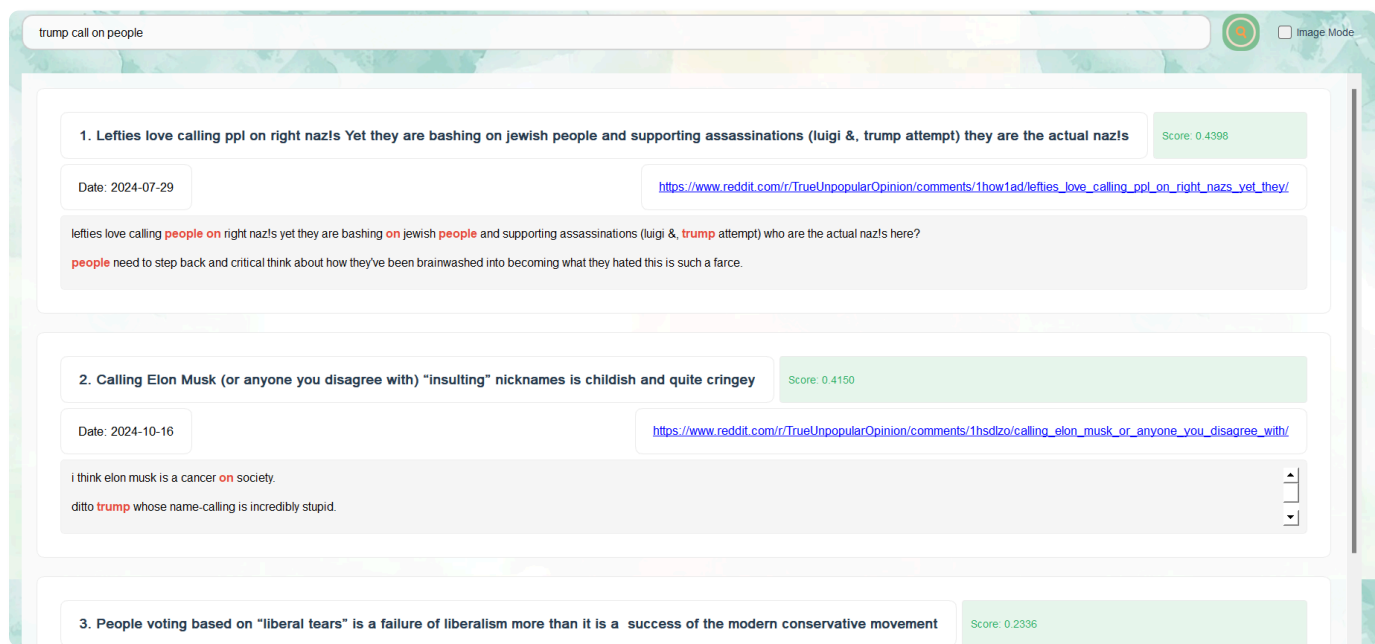 trump call on people
Image Mode
1. Lefties love calling ppl on right naz!s Yet they are bashing on jewish people and supporting assassinations (luigi &, trump attempt) they are the actual naz!s
Score: 0.4398
Date: 2024-07-29
https://www.reddit.com/r/TrueUnpopularOpinion/comments/1how1ad/lefties_love_calling_ppl_on_right_nazs_yet_they/
lefties love calling people on right naz!s yet they are bashing on jewish people and supporting assassinations (luigi &, trump attempt) who are the actual naz!s here?
people need to step back and critical think about how they've been brainwashed into becoming what they hated this is such a farce.
2. Calling Elon Musk (or anyone you disagree with) “insulting” nicknames is childish and quite cringey
Score: 0.4150
Date: 2024-10-16
https://www.reddit.com/r/TrueUnpopularOpinion/comments/1hsdlzo/calling_elon_musk_or_anyone_you_disagree_with/
i think elon musk is a cancer on society.
ditto trump whose name-calling is incredibly stupid.
3. People voting based on “liberal tears” is a failure of liberalism more than it is a  success of the modern conservative movement
Score: 0.2336